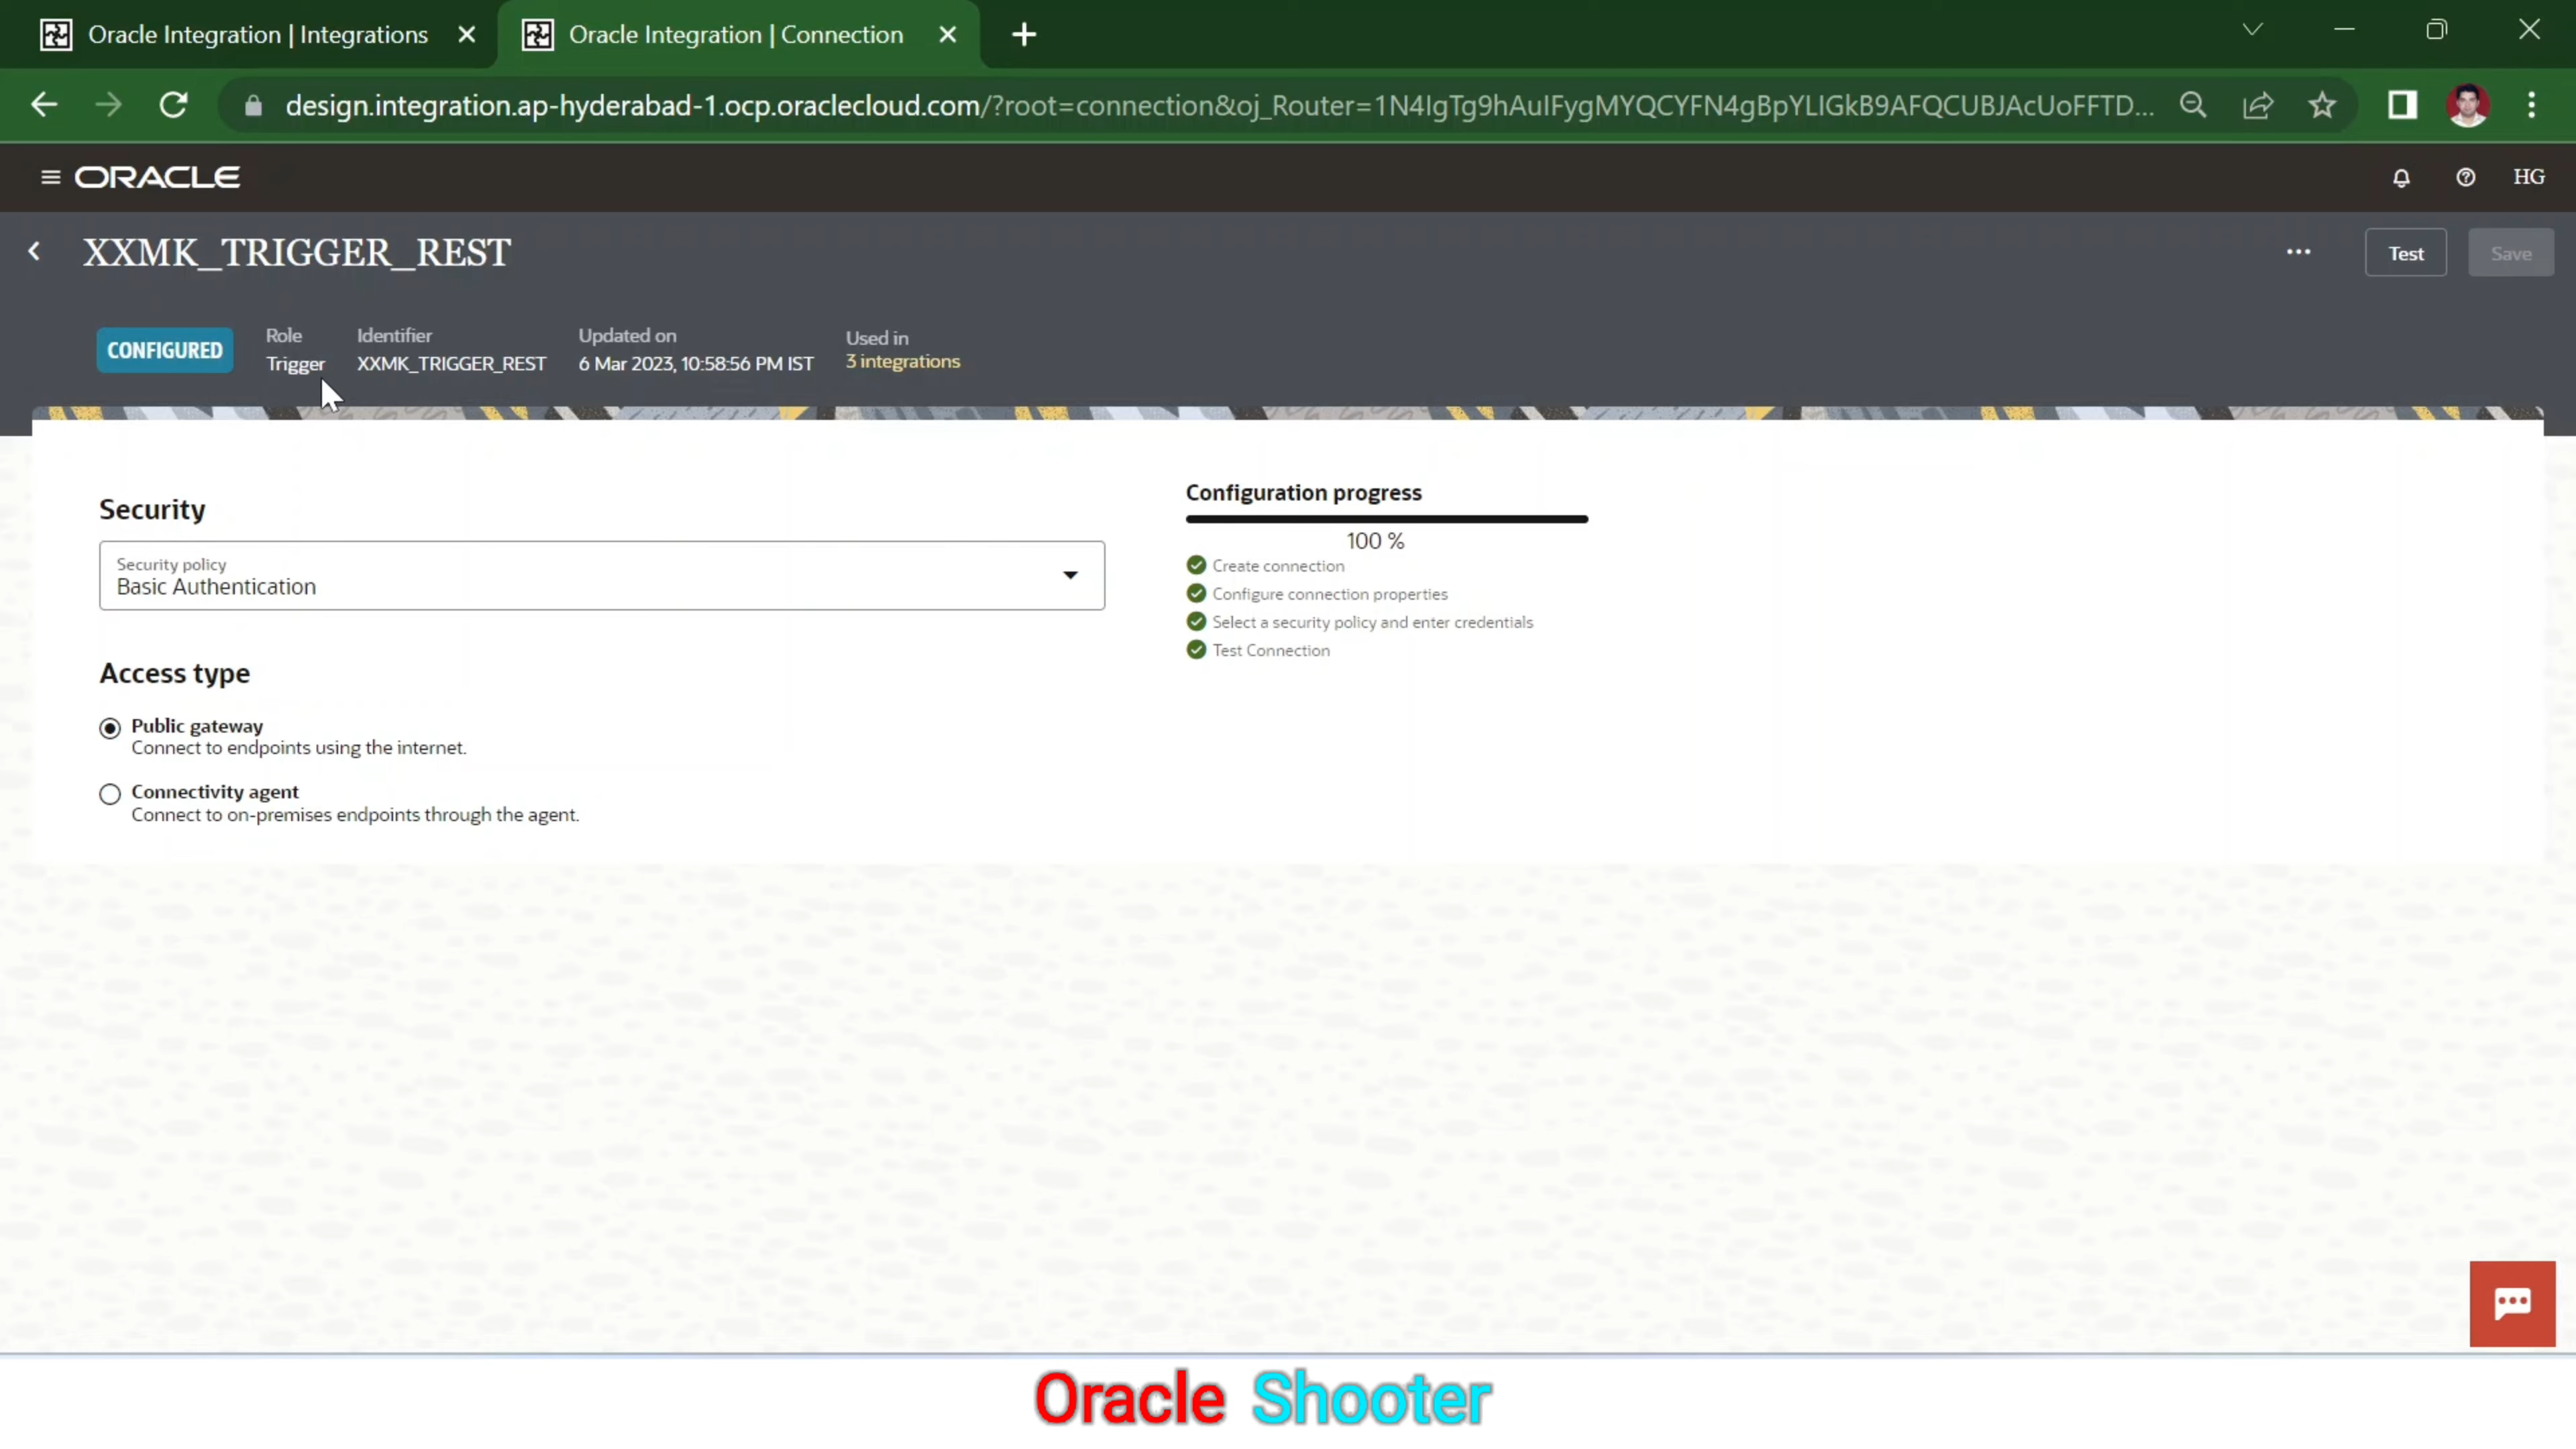 Oracle Integration | Integrations
Oracle Integration | Connection
design.integration.ap-hyderabad-1.ocp.oraclecloud.com/?root=connection&oj_Router=1N4IgTg9hAuIFygMYQCYFN4gBpYLIGkB9AFQCUBJAcUoFFTD...
ORACLE
HG
XXMK_TRIGGER_REST
Test
Save
CONFIGURED
Role
Trigger
Identifier
XXMK_TRIGGER_REST
Updated on
6 Mar 2023, 10:58:56 PM IST
Used in
3 integrations
Security
Security policy
Basic Authentication
Access type
Public gateway
Connect to endpoints using the internet.
Connectivity agent
Connect to on-premises endpoints through the agent.
Configuration progress
100 %
Create connection
Configure connection properties
Select a security policy and enter credentials
Test Connection
Oracle Shooter